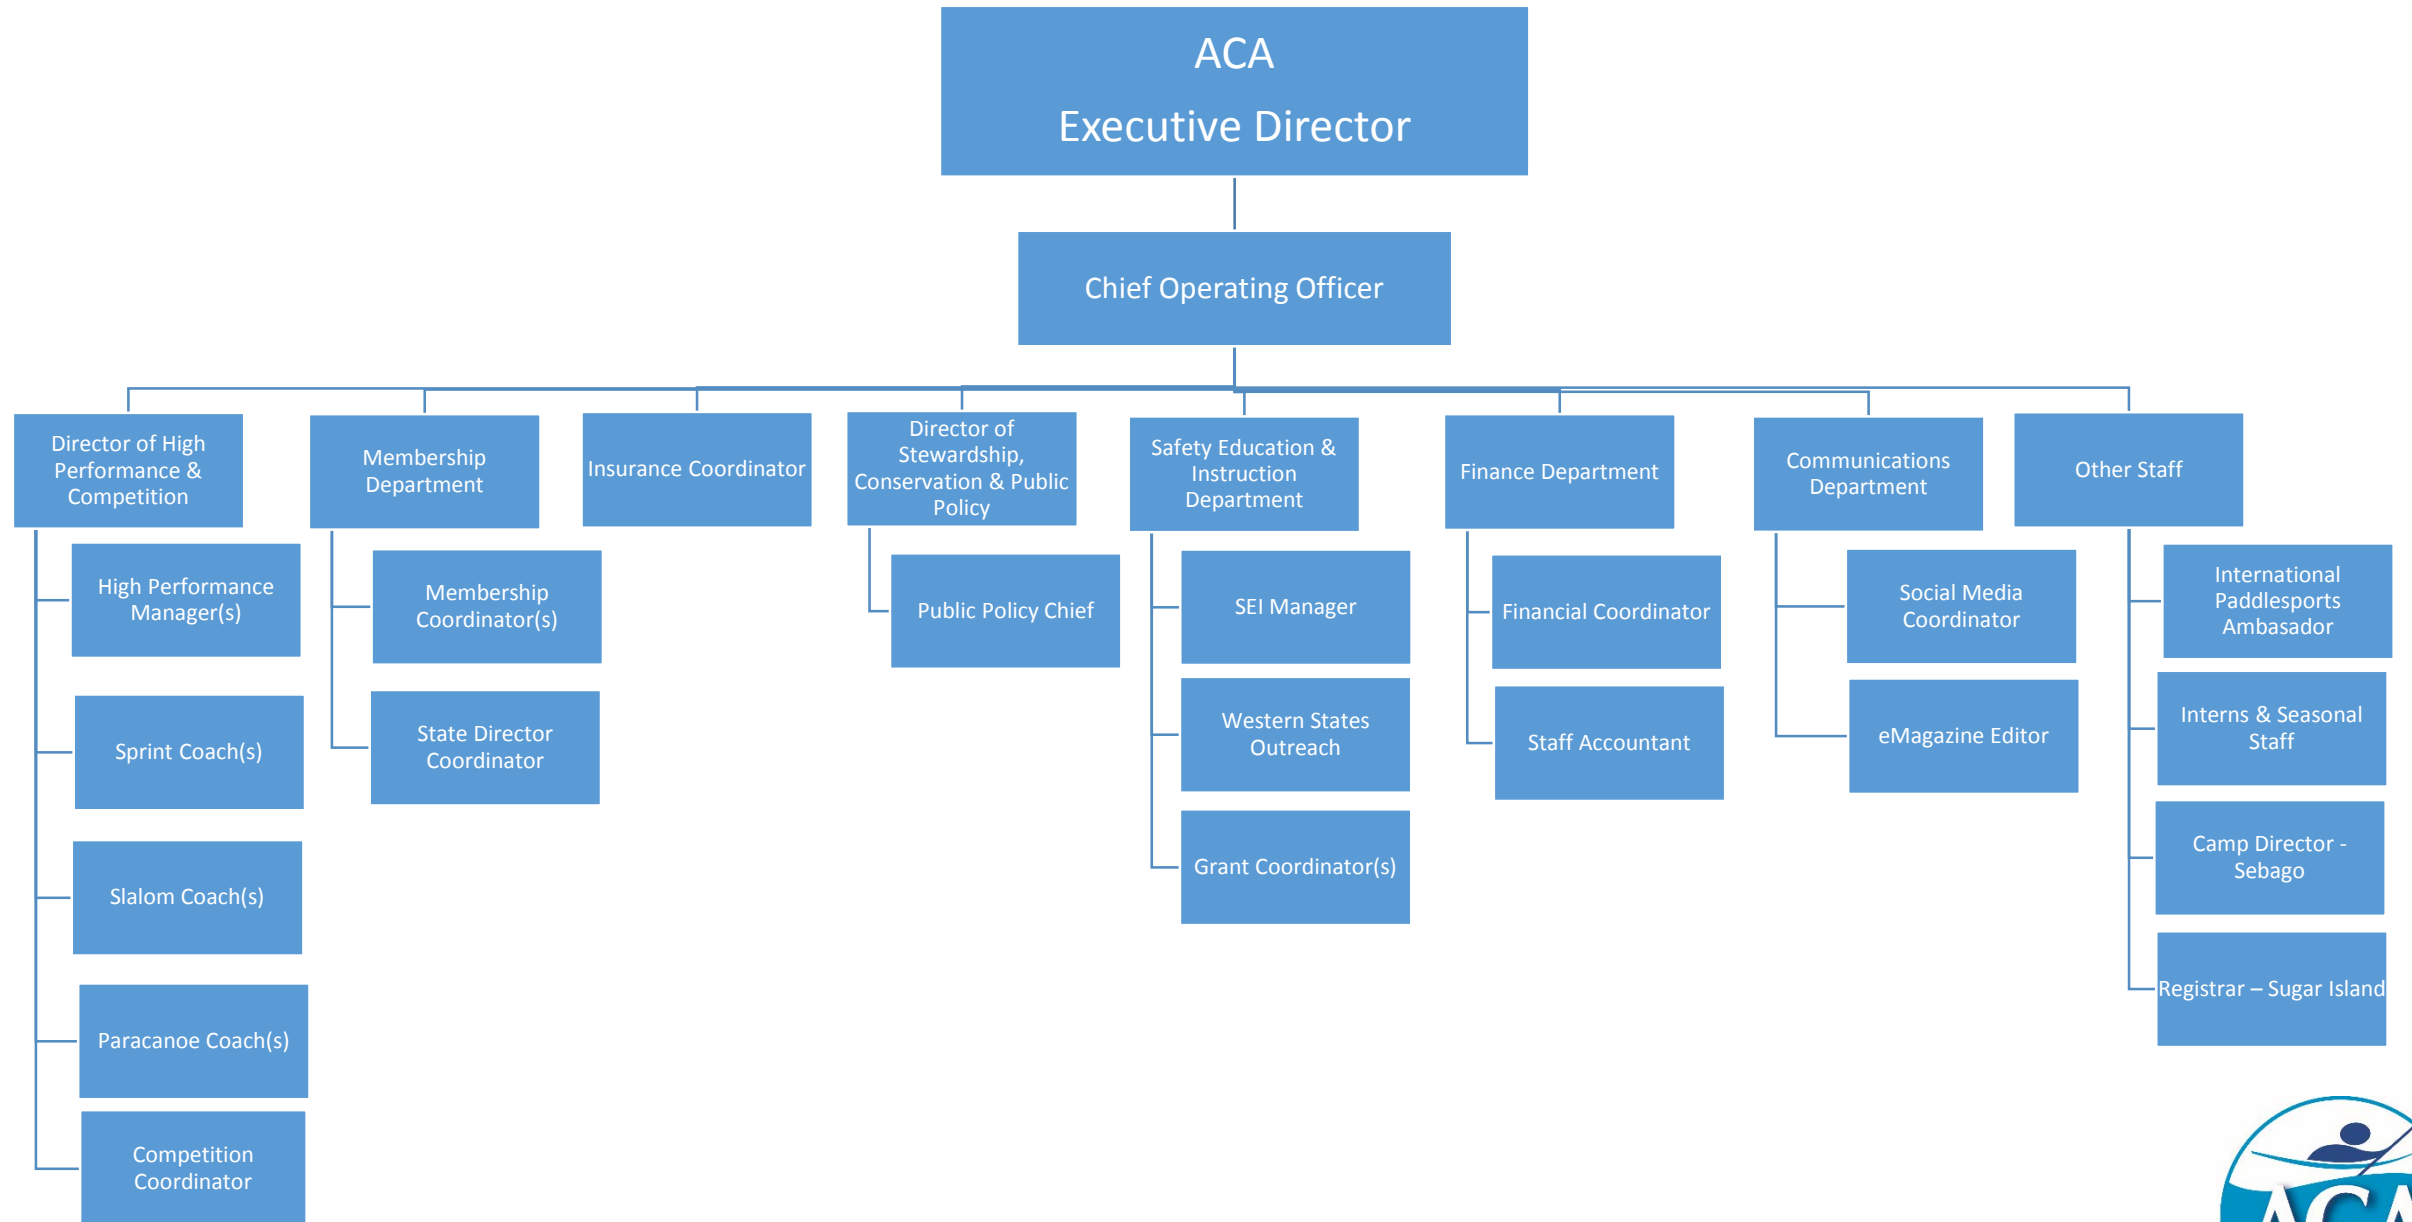 ACA
Executive Director
Chief Operating Officer
Director of High
Performance &
Competition
Membership
Department
Insurance Coordinator
Director of
Stewardship,
Conservation & Public
Policy
Safety Education &
Instruction
Department
Finance Department
Communications
Department
Other Staff
High Performance
Manager(s)
Sprint Coach(s)
Slalom Coach(s)
Paracanoe Coach(s)
Competition
Coordinator
Membership
Coordinator(s)
State Director
Coordinator
Public Policy Chief
SEI Manager
Western States
Outreach
Grant Coordinator(s)
Financial Coordinator
Staff Accountant
Social Media
Coordinator
eMagazine Editor
International
Paddlesports
Ambasador
Interns & Seasonal
Staff
Camp Director -
Sebago
Registrar – Sugar Island
ACA